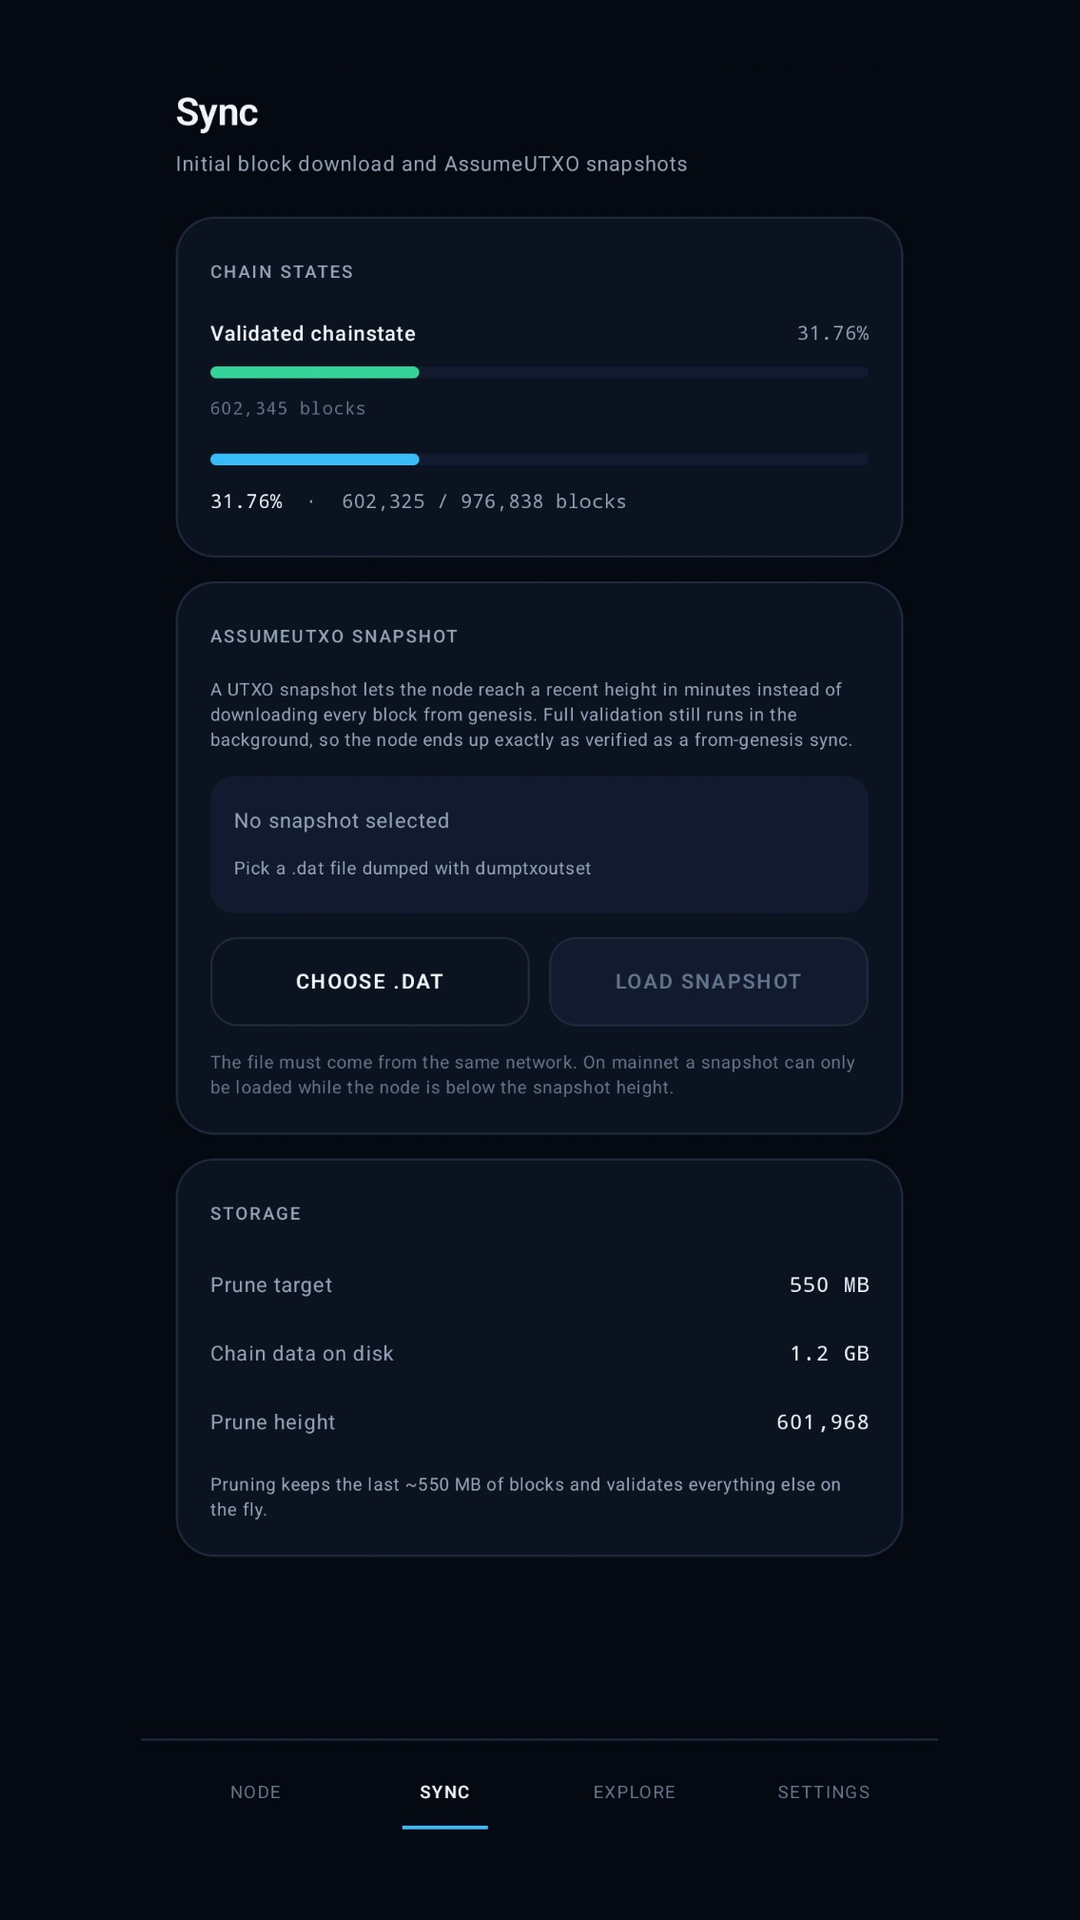 Sync
Initial block download and AssumeUTXO snapshots
CHAIN STATES
Validated chainstate 31.76%
602,345 blocks
31.76% · 602,325 / 976,838 blocks
ASSUMEUTXO SNAPSHOT
A UTXO snapshot lets the node reach a recent height in minutes instead of
downloading every block from genesis. Full validation still runs in the
background, so the node ends up exactly as verified as a from-genesis sync.
No snapshot selected
Pick a .dat file dumped with dumptxoutset
CHOOSE .DAT LOAD SNAPSHOT
The file must come from the same network. On mainnet a snapshot can only
be loaded while the node is below the snapshot height.
STORAGE
Prune target 550 MB
Chain data on disk 1.2 GB
Prune height 601,968
Pruning keeps the last ~550 MB of blocks and validates everything else on
the fly.
NODE SYNC EXPLORE SETTINGS